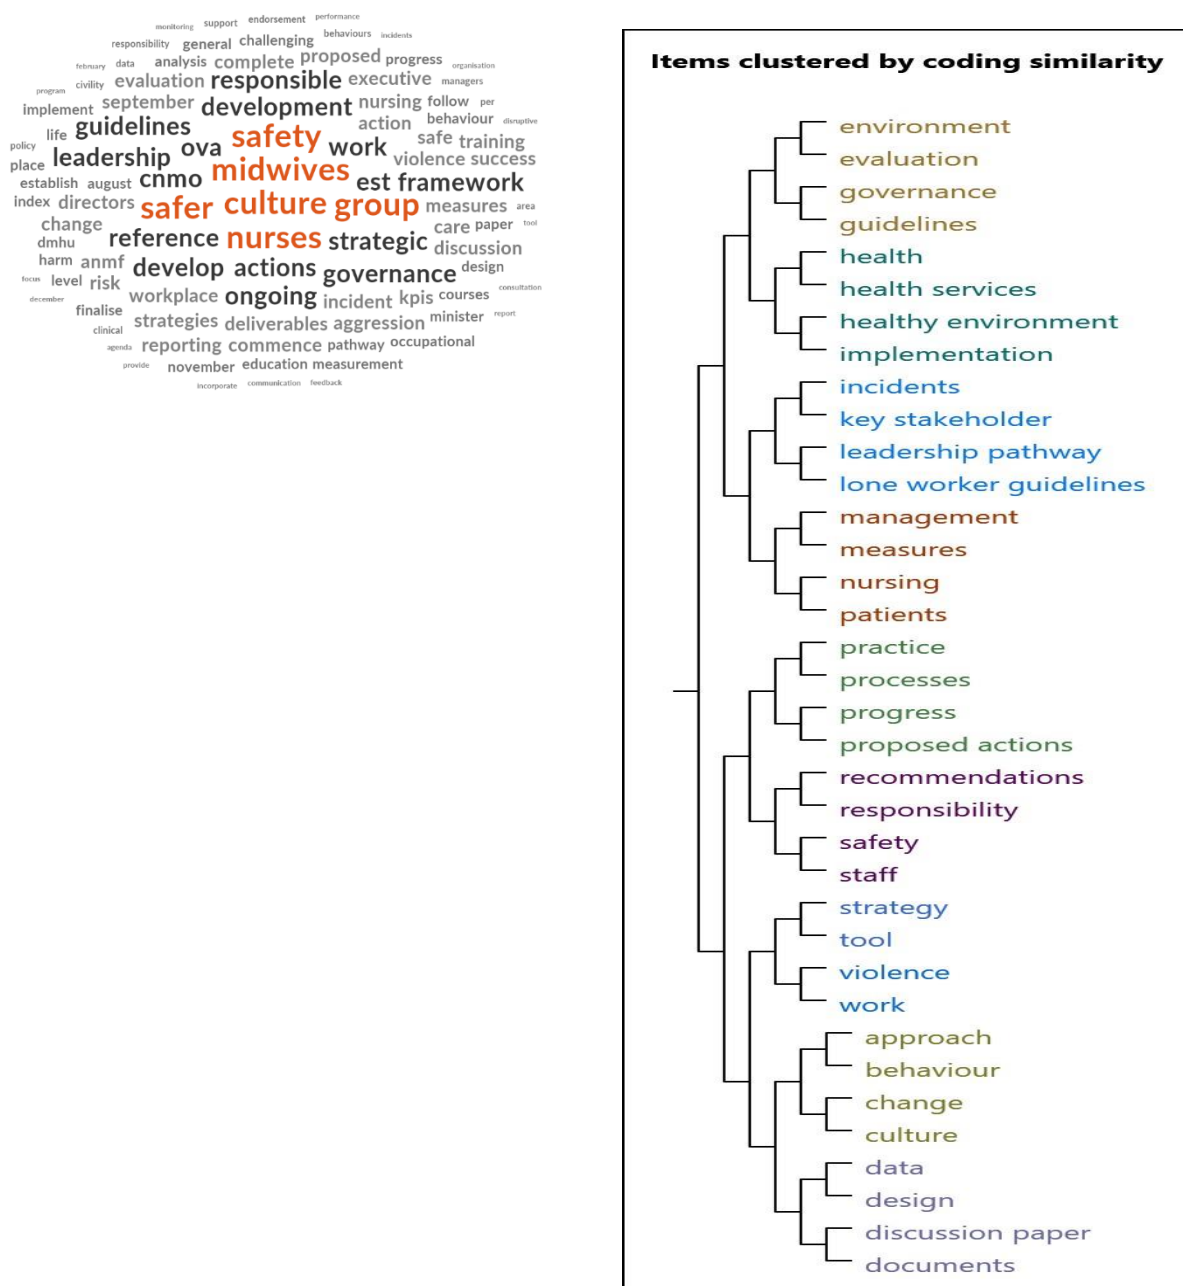 monitoring support endorsement performance
responsibility general challenging behaviours incidents
february data analysis complete proposed progress organisation
program civility evaluation responsible executive managers
implement september development nursing follow per
policy life guidelines safety work action behaviour disruptive
place leadership ova midwives violence safe training success
establish august cnmo est framework
index directors safer culture group measures area
change reference nurses strategic care paper tool
dmhu discussion
harm anmf develop actions governance design
focus level risk workplace ongoing incident kpis courses consultation
december finalise strategies deliverables aggression minister report
clinical
agenda reporting commence pathway occupational
provide november education measurement
incorporate communication feedback
Items clustered by coding similarity
environment
evaluation
governance
guidelines
health
health services
healthy environment
implementation
incidents
key stakeholder
leadership pathway
lone worker guidelines
management
measures
nursing
patients
practice
processes
progress
proposed actions
recommendations
responsibility
safety
staff
strategy
tool
violence
work
approach
behaviour
change
culture
data
design
discussion paper
documents